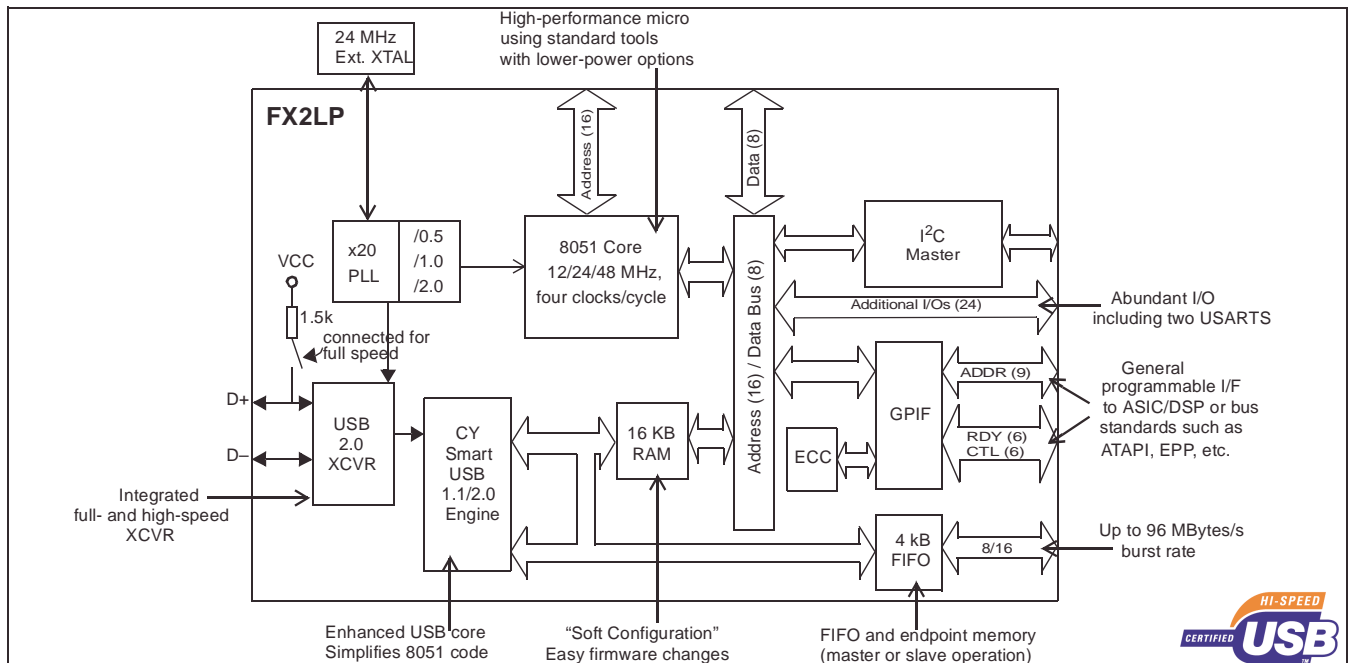 High-performance micro
using standard tools
with lower-power options
24 MHz
Ext. XTAL
FX2LP
Address (16)
Data (8)
x20
PLL
/0.5
/1.0
/2.0
8051 Core
12/24/48 MHz,
four clocks/cycle
I²C
Master
VCC
1.5k
connected for
full speed
Additional I/Os (24)
Abundant I/O
including two USARTS
Address (16) / Data Bus (8)
D+
D–
USB
2.0
XCVR
CY
Smart
USB
1.1/2.0
Engine
16 KB
RAM
ECC
GPIF
ADDR (9)
RDY (6)
CTL (6)
General
programmable I/F
to ASIC/DSP or bus
standards such as
ATAPI, EPP, etc.
Integrated
full- and high-speed
XCVR
4 kB
FIFO
8/16
Up to 96 MBytes/s
burst rate
Enhanced USB core
Simplifies 8051 code
“Soft Configuration”
Easy firmware changes
FIFO and endpoint memory
(master or slave operation)
HI-SPEED
CERTIFIED
USB
TM